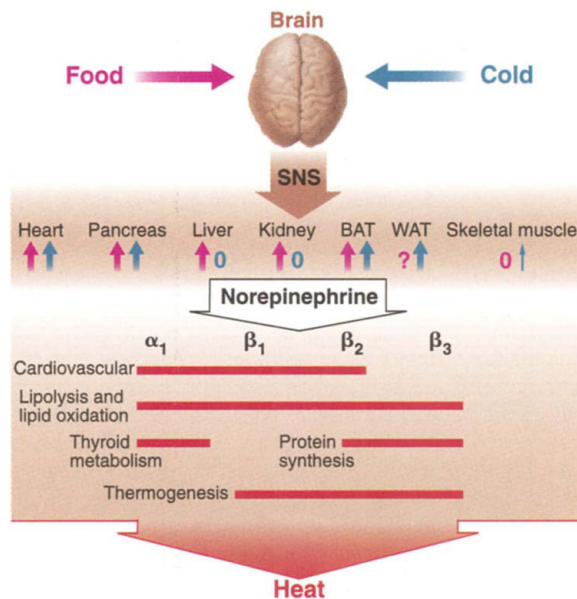 Brain
Food Cold
SNS
Heart Pancreas Liver Kidney BAT WAT Skeletal muscle
0 0 ? 0
Norepinephrine
α1 β1 β2 β3
Cardiovascular
Lipolysis and
lipid oxidation
Thyroid Protein
metabolism synthesis
Thermogenesis
Heat